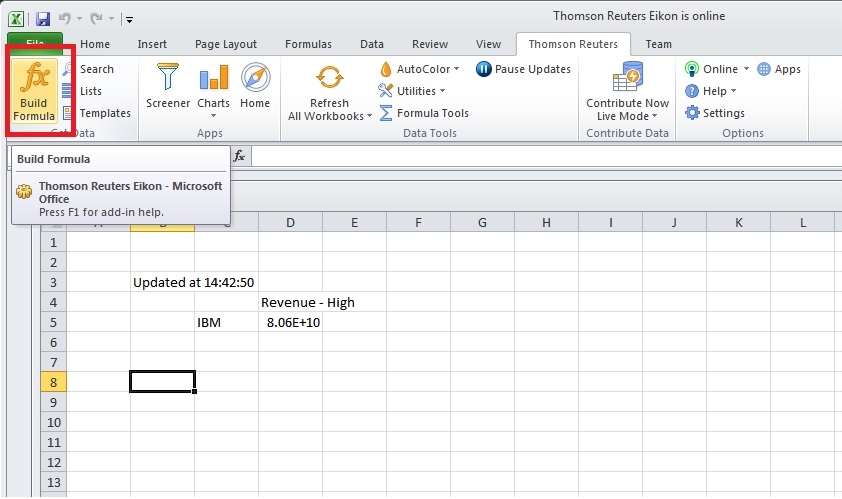 Thomson Reuters Eikon is online
File Home Insert Page Layout Formulas Data Review View Thomson Reuters Team
fx
Build
Formula
Search
Lists
Templates
Get Data
Screener Charts Home
Apps
Refresh
All Workbooks
AutoColor
Utilities
Formula Tools
Pause Updates
Data Tools
Contribute Now
Live Mode
Contribute Data
Online
Help
Settings
Apps
Options
fx
Build Formula
Thomson Reuters Eikon - Microsoft
Office
Press F1 for add-in help.
A B C D E F G H I J K L
1
2
3 Updated at 14:42:50
4 Revenue - High
5 IBM 8.06E+10
6
7
8
9
10
11
12
13